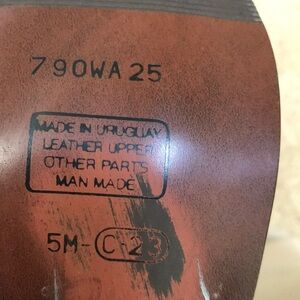 790WA25
MADE IN URUGUAY
LEATHER UPPER
OTHER PARTS
MAN MADE
5M-C-23